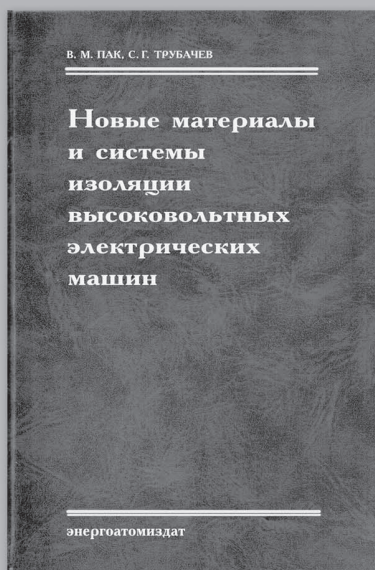 В. М. ПАК, С. Г. ТРУБАЧЕВ
Новые материалы
и системы
изоляции
высоковольтных
электрических
машин
энергоатомиздат